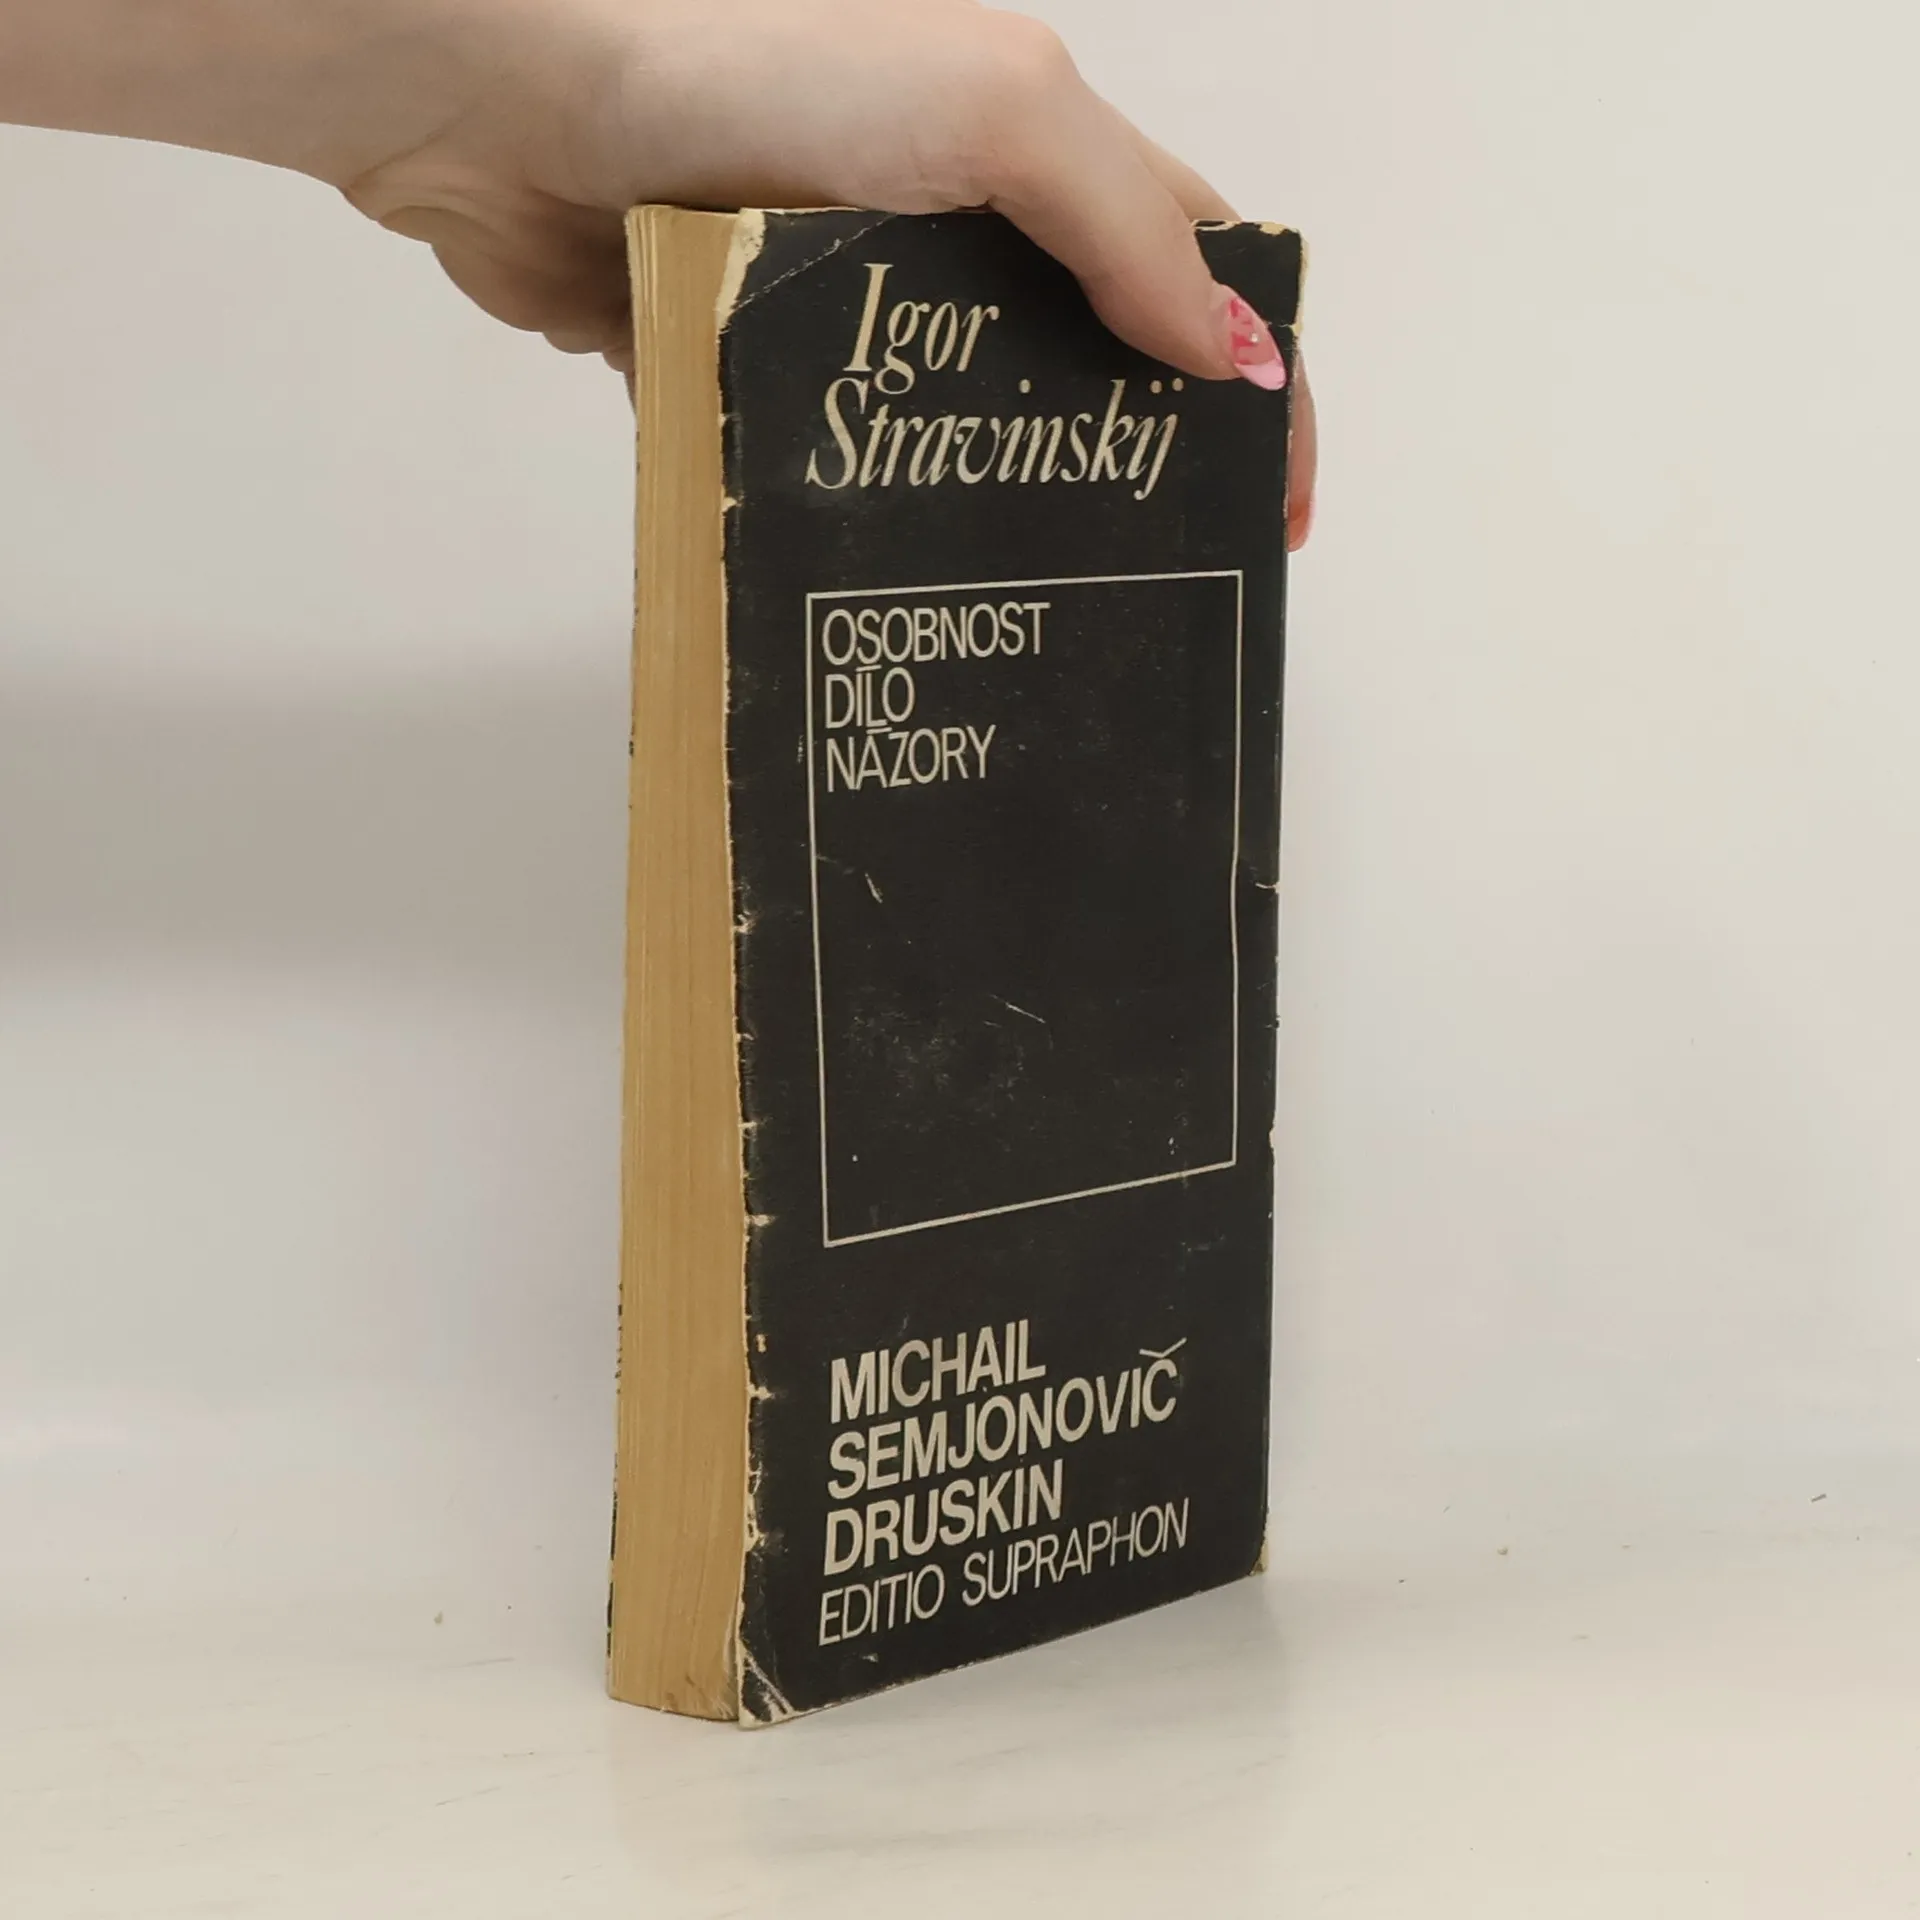 Igor
Stravinskij
OSOBNOST
DÍLO
NÁZORY
MICHAIL
SEMJONOVIČ
DRUSKIN
EDITIO SUPRAPHON